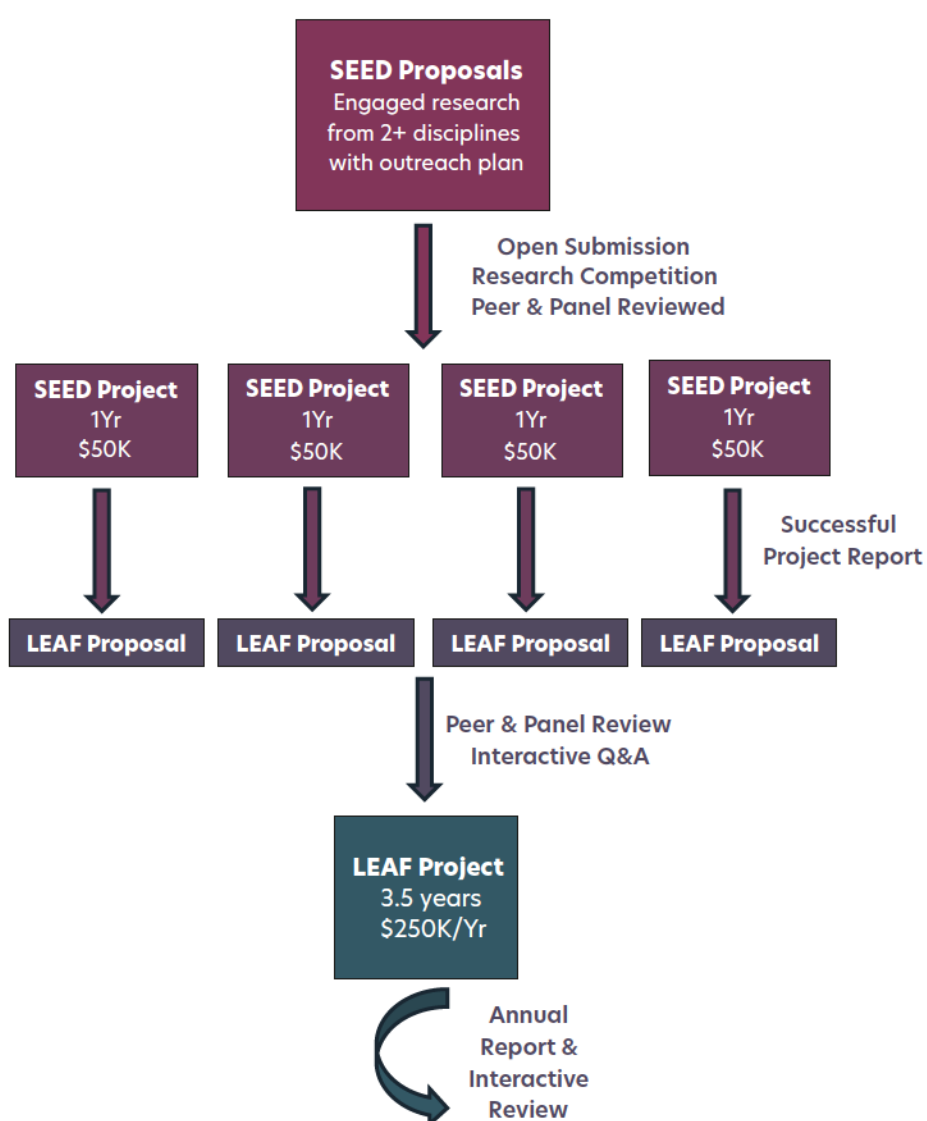 SEED Proposals
Engaged research
from 2+ disciplines
with outreach plan
Open Submission
Research Competition
Peer & Panel Reviewed
SEED Project
1Yr
$50K
SEED Project
1Yr
$50K
SEED Project
1Yr
$50K
SEED Project
1Yr
$50K
Successful
Project Report
LEAF Proposal
LEAF Proposal
LEAF Proposal
LEAF Proposal
Peer & Panel Review
Interactive Q&A
LEAF Project
3.5 years
$250K/Yr
Annual
Report &
Interactive
Review